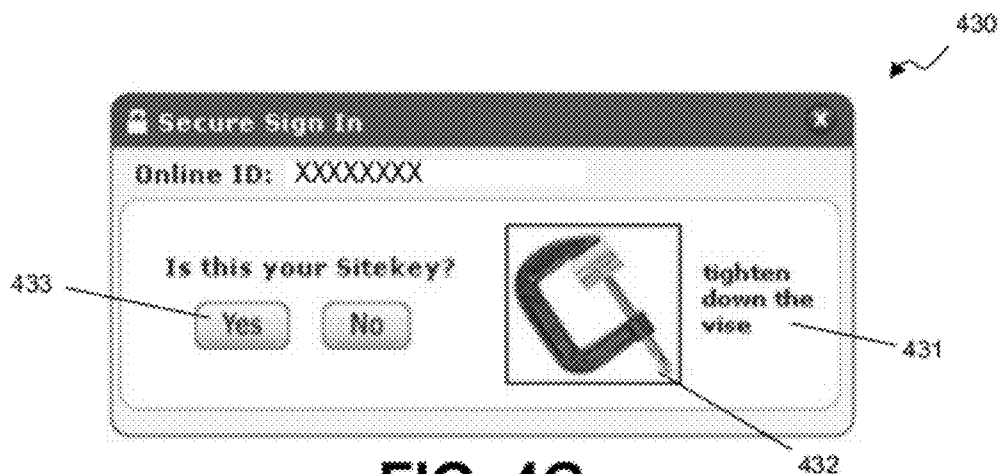 430
Secure Sign In
x
Online ID: XXXXXXXX
Is this your Sitekey?
433
Yes No
tighten
down the
vise
431
432